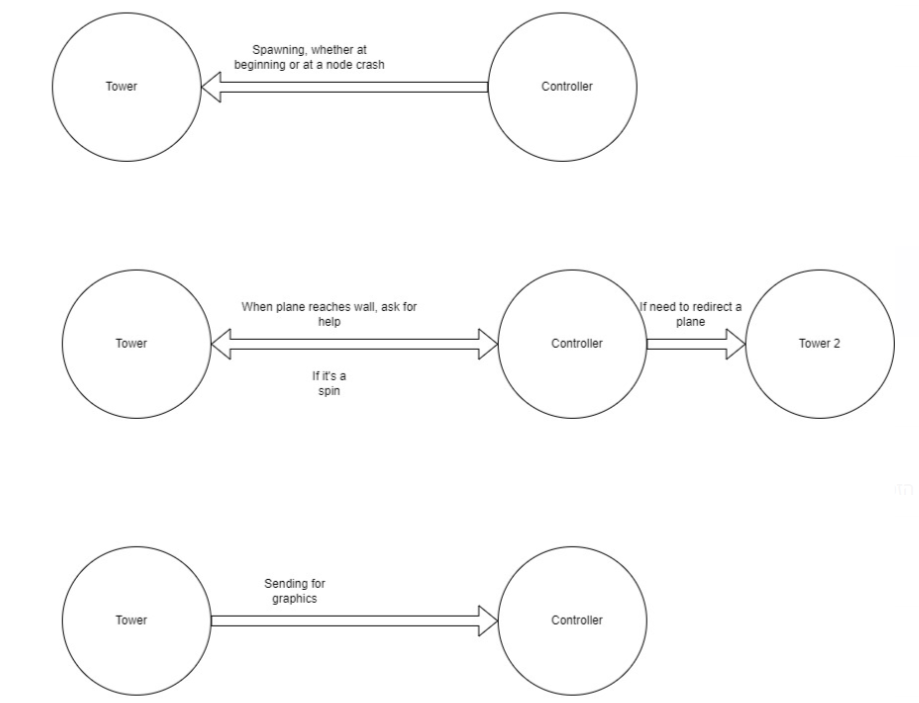 Spawning, whether at
beginning or at a node crash
Tower
Controller
When plane reaches wall, ask for
help
If need to redirect a
plane
Tower
Controller
Tower 2
If it's a
spin
Sending for
graphics
Tower
Controller